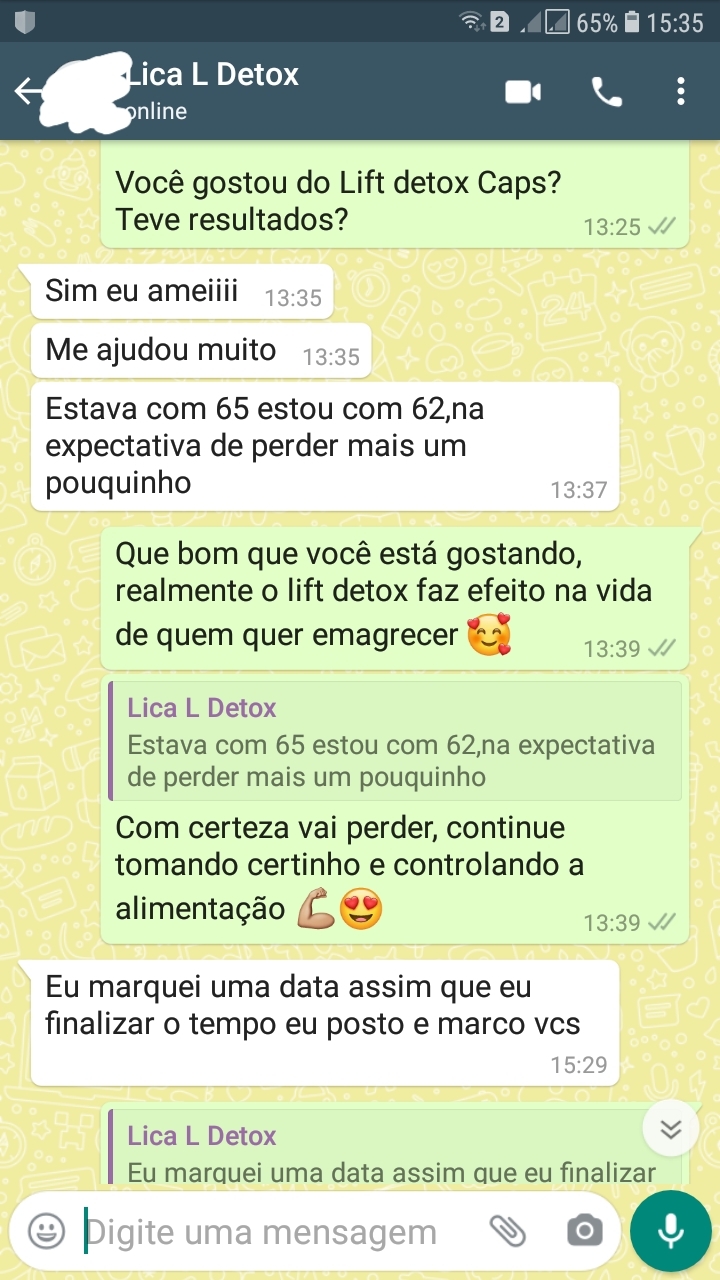 2 65% 15:35
Lica L Detox
online
Você gostou do Lift detox Caps?
Teve resultados?
13:25
Sim eu ameiiii 13:35
Me ajudou muito 13:35
Estava com 65 estou com 62,na
expectativa de perder mais um
pouquinho
13:37
Que bom que você está gostando,
realmente o lift detox faz efeito na vida
de quem quer emagrecer 🥰
13:39
Lica L Detox
Estava com 65 estou com 62,na expectativa
de perder mais um pouquinho
Com certeza vai perder, continue
tomando certinho e controlando a
alimentação 💪🏽😍
13:39
Eu marquei uma data assim que eu
finalizar o tempo eu posto e marco vcs
15:29
Lica L Detox
Eu marquei uma data assim que eu finalizar
Digite uma mensagem